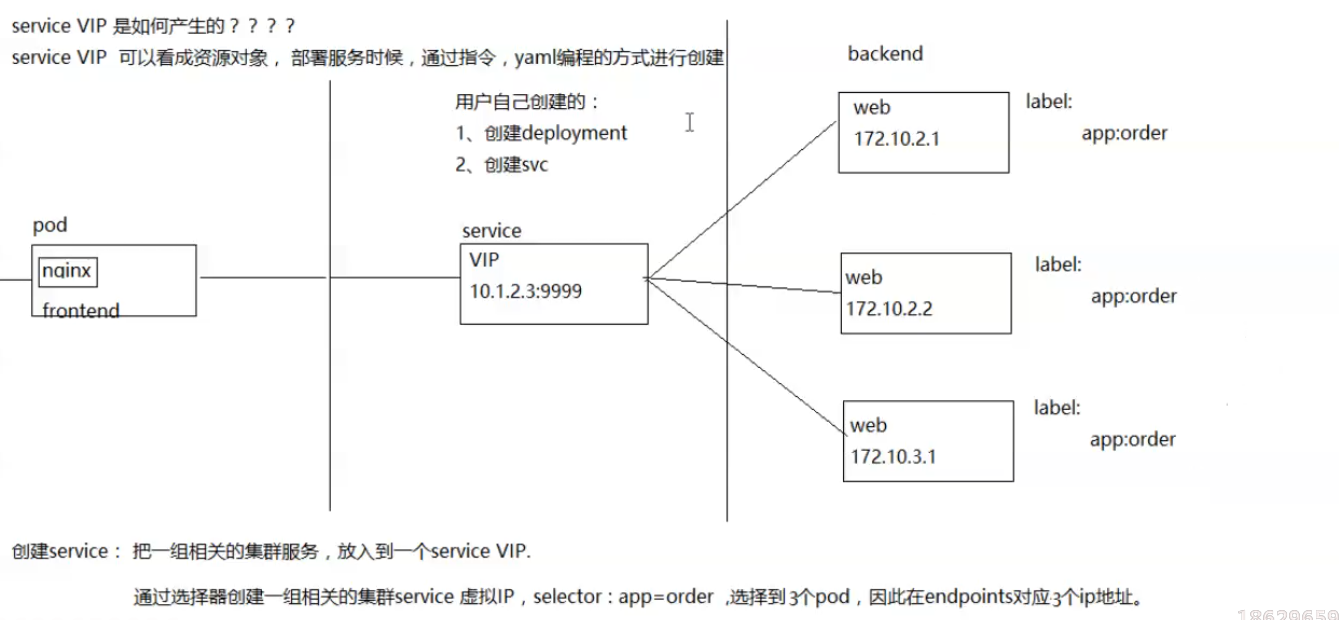 service VIP 是如何产生的？？？？
service VIP  可以看成资源对象， 部署服务时候，通过指令，yaml编程的方式进行创建
backend
用户自己创建的：
1、创建deployment
2、创建svc
web
172.10.2.1
label:
app:order
pod
nginx
frontend
service
VIP
10.1.2.3:9999
web
172.10.2.2
label:
app:order
web
172.10.3.1
label:
app:order
创建service： 把一组相关的集群服务，放入到一个service VIP.
通过选择器创建一组相关的集群service 虚拟IP，selector : app=order ,选择到3个pod，因此在endpoints对应3个ip地址。
18629659